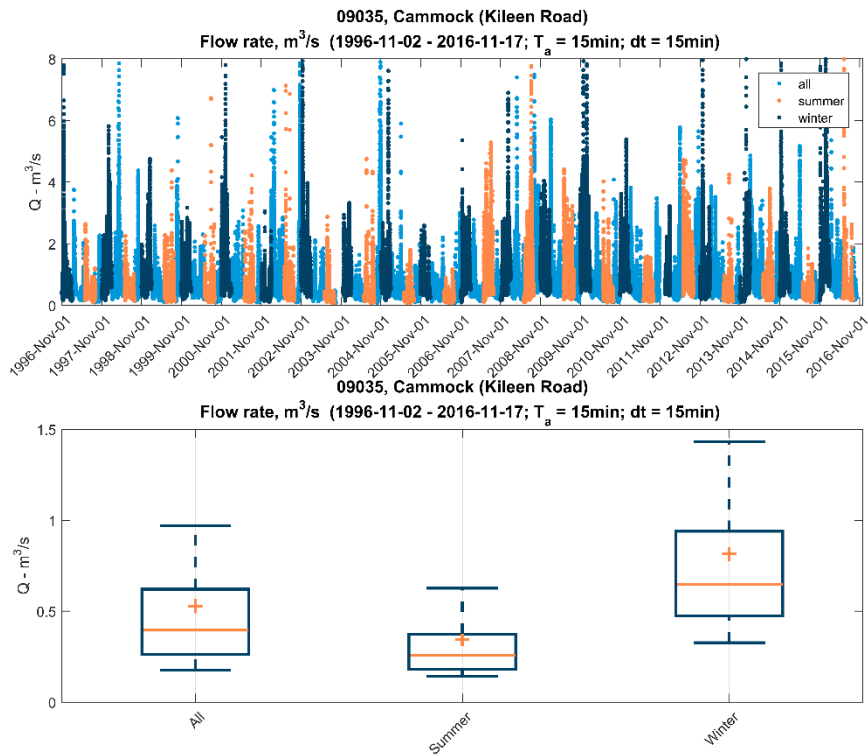 09035, Cammock (Kileen Road)
Flow rate, m³/s (1996-11-02 - 2016-11-17; Tₐ = 15min; dt = 15min)
8
6
4
2
0
Q - m³/s
all
summer
winter
1996-Nov-01
1997-Nov-01
1998-Nov-01
1999-Nov-01
2000-Nov-01
2001-Nov-01
2002-Nov-01
2003-Nov-01
2004-Nov-01
2005-Nov-01
2006-Nov-01
2007-Nov-01
2008-Nov-01
2009-Nov-01
2010-Nov-01
2011-Nov-01
2012-Nov-01
2013-Nov-01
2014-Nov-01
2015-Nov-01
2016-Nov-01
09035, Cammock (Kileen Road)
Flow rate, m³/s (1996-11-02 - 2016-11-17; Tₐ = 15min; dt = 15min)
1.5
1
0.5
0
Q - m³/s
All
Summer
Winter